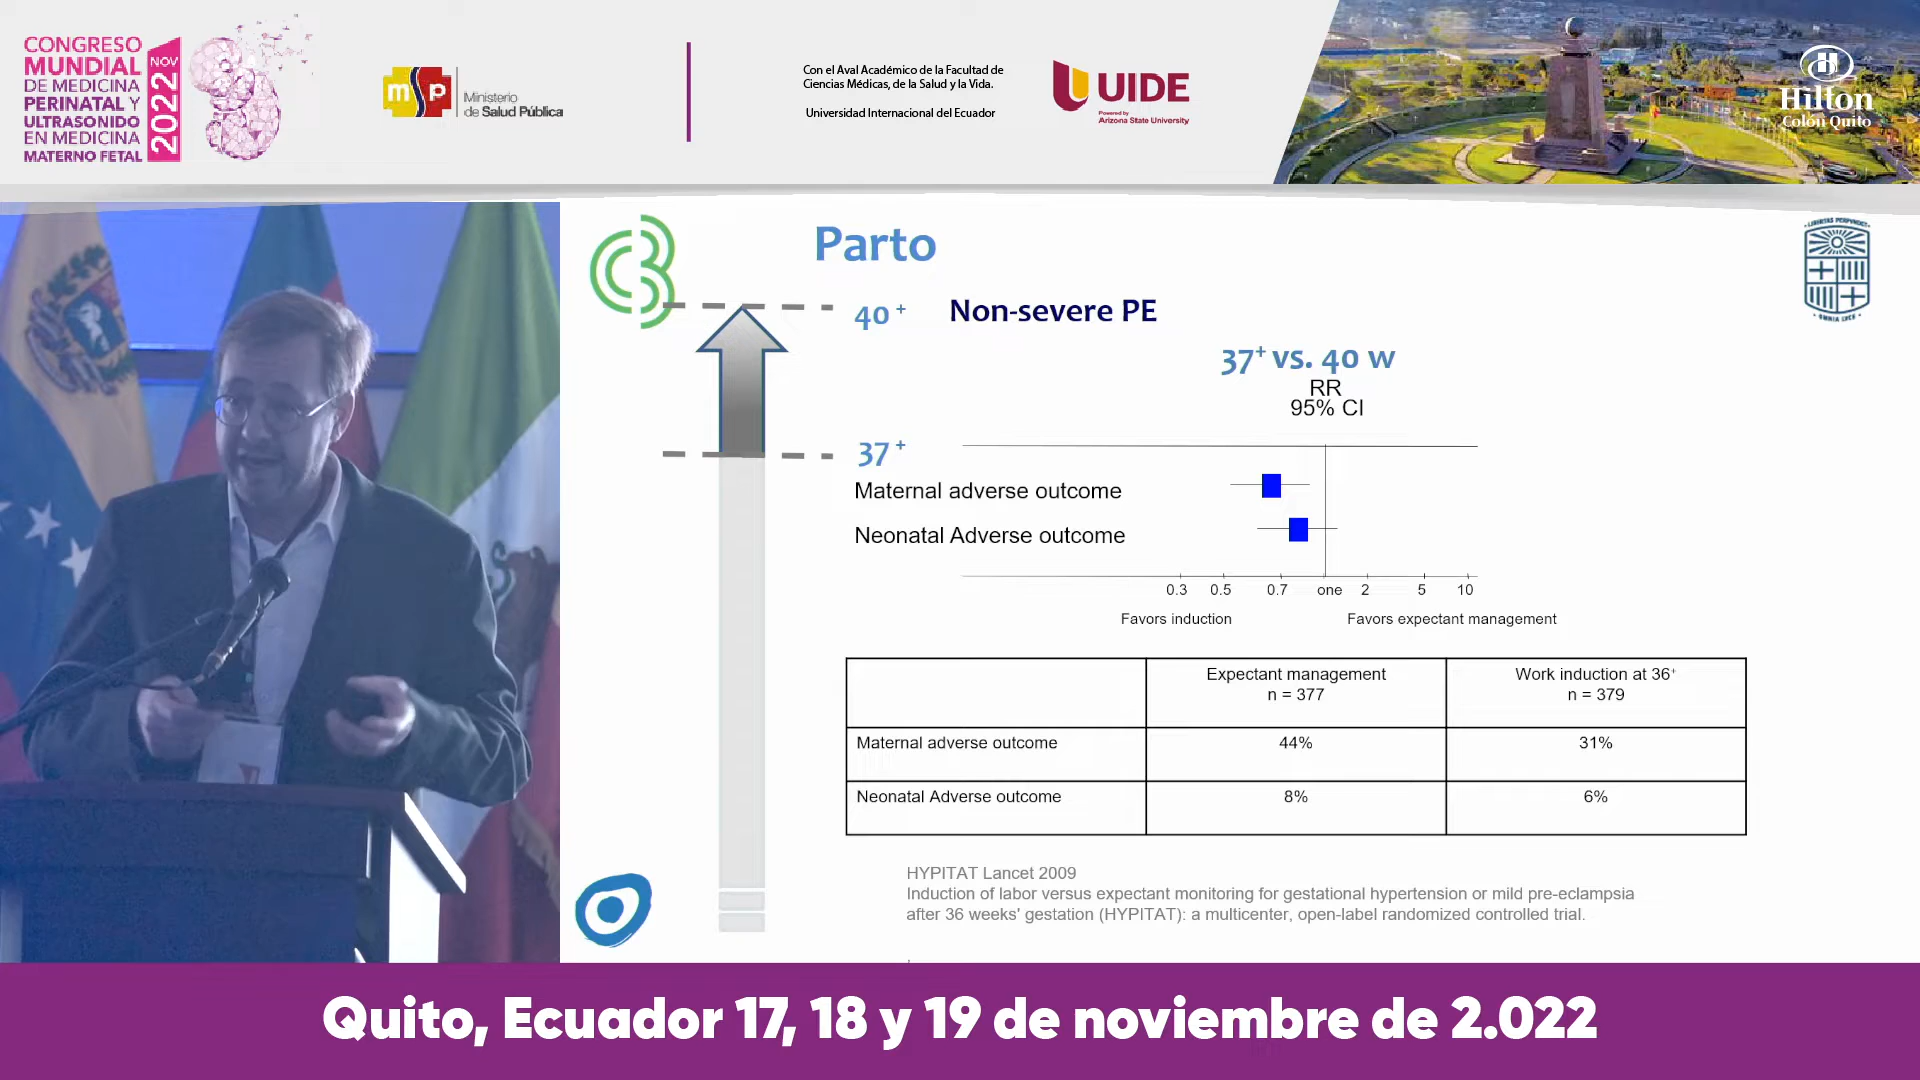 CONGRESO
MUNDIAL
DE MEDICINA
PERINATAL Y
ULTRASONIDO
EN MEDICINA
MATERNO FETAL
NOV
2022
msp
Ministerio
de Salud Pública
Con el Aval Académico de la Facultad de
Ciencias Médicas, de la Salud y la Vida.
Universidad Internacional del Ecuador
UIDE
Powered by
Arizona State University
Hilton
Colón Quito
Parto
40 +
Non-severe PE
37+ vs. 40 w
RR
95% CI
37 +
Maternal adverse outcome
Neonatal Adverse outcome
0.3 0.5 0.7 one 2 5 10
Favors induction Favors expectant management
Expectant management
n = 377
Work induction at 36+
n = 379
Maternal adverse outcome 44% 31%
Neonatal Adverse outcome 8% 6%
HYPITAT Lancet 2009
Induction of labor versus expectant monitoring for gestational hypertension or mild pre-eclampsia
after 36 weeks' gestation (HYPITAT): a multicenter, open-label randomized controlled trial.
Quito, Ecuador 17, 18 y 19 de noviembre de 2.022